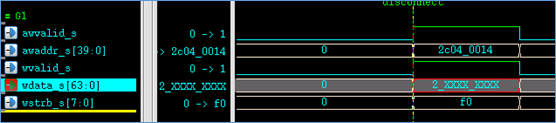 disconnect
= G1
awvalid_s 0 -> 1
awaddr_s[39:0] -> 2c04_0014 0 2c04_0014
wvalid_s 0 -> 1
wdata_s[63:0] 2_XXXX_XXXX 0 2_XXXX_XXXX
wstrb_s[7:0] 0 -> f0 0 f0